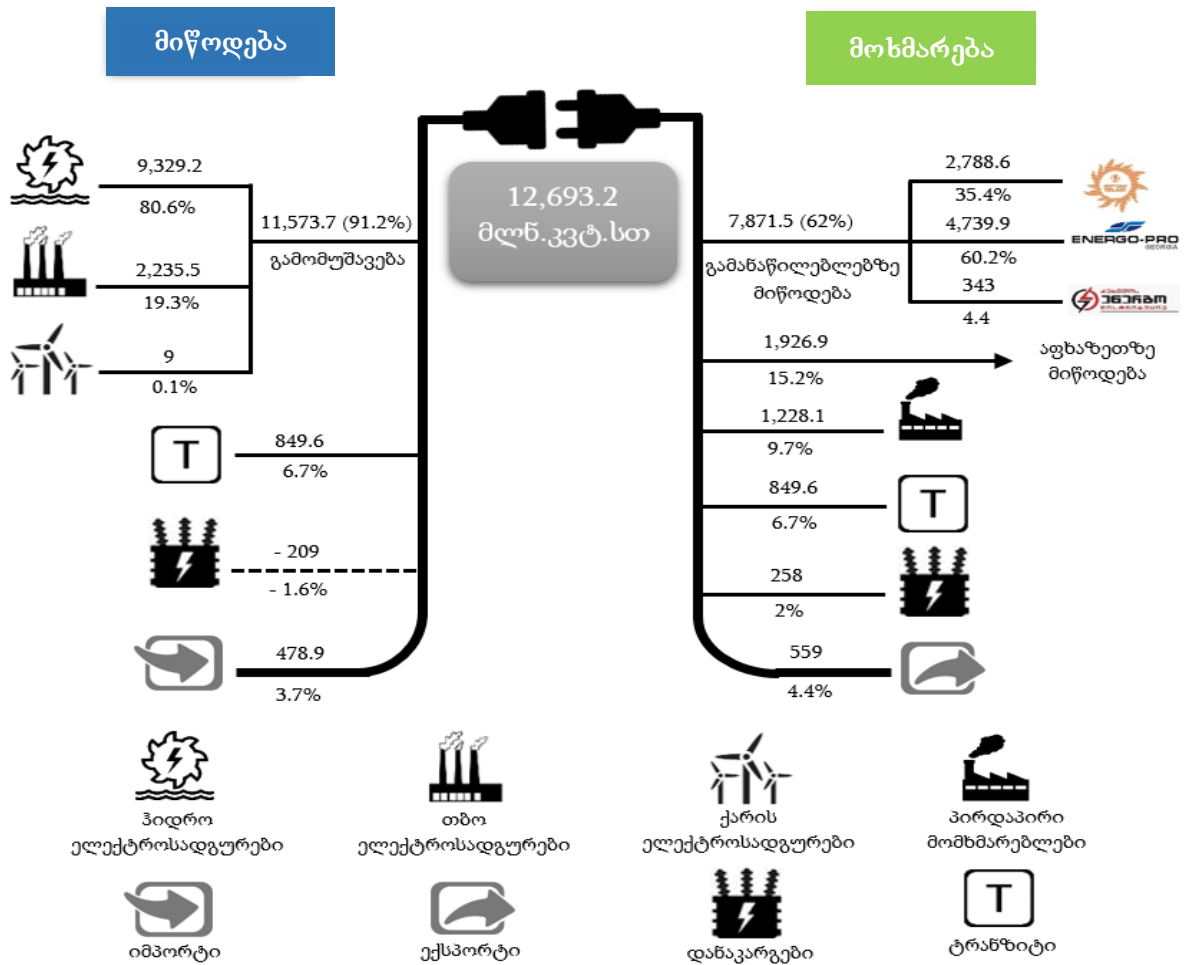 მიწოდება
მოხმარება
12,693.2
მლნ.კვტ.სთ
9,329.2
80.6%
2,235.5
19.3%
9
0.1%
11,573.7 (91.2%)
გამომუშავება
849.6
6.7%
- 209
- 1.6%
478.9
3.7%
7,871.5 (62%)
გამანაწილებლებზე
მიწოდება
2,788.6
35.4%
4,739.9
60.2%
343
4.4
ENERGO-PRO
GEORGIA
ენერგო
1,926.9
15.2%
აფხაზეთზე
მიწოდება
1,228.1
9.7%
849.6
6.7%
T
T
258
2%
559
4.4%
ჰიდრო
ელექტროსადგურები
თბო
ელექტროსადგურები
ქარის
ელექტროსადგურები
პირდაპირი
მომხმარებლები
იმპორტი
ექსპორტი
დანაკარგები
T
ტრანზიტი